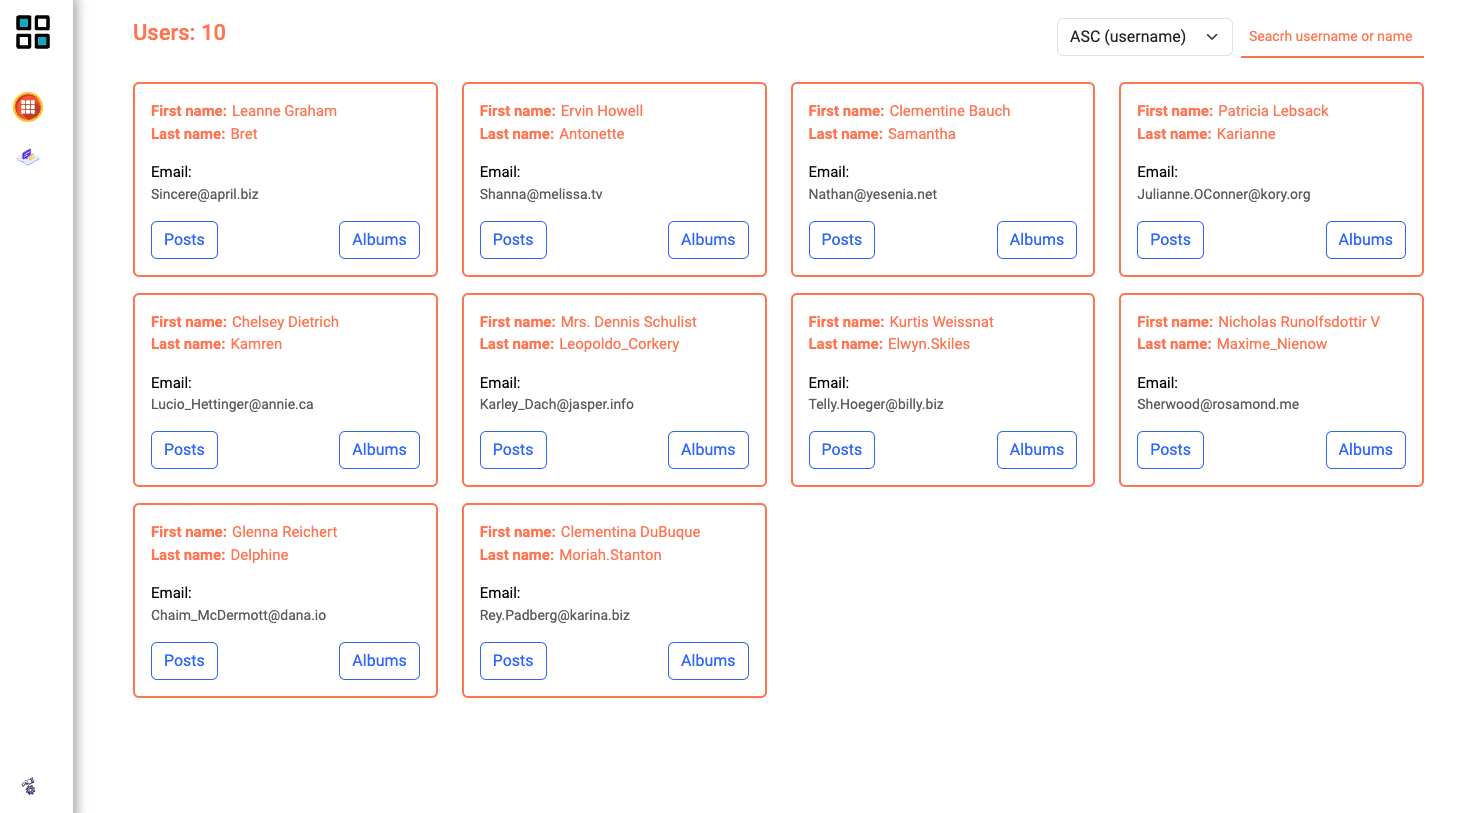 Users: 10
ASC (username)
Seacrh username or name
First name: Leanne Graham
Last name: Bret
Email:
Sincere@april.biz
Posts
Albums
First name: Ervin Howell
Last name: Antonette
Email:
Shanna@melissa.tv
Posts
Albums
First name: Clementine Bauch
Last name: Samantha
Email:
Nathan@yesenia.net
Posts
Albums
First name: Patricia Lebsack
Last name: Karianne
Email:
Julianne.OConner@kory.org
Posts
Albums
First name: Chelsey Dietrich
Last name: Kamren
Email:
Lucio_Hettinger@annie.ca
Posts
Albums
First name: Mrs. Dennis Schulist
Last name: Leopoldo_Corkery
Email:
Karley_Dach@jasper.info
Posts
Albums
First name: Kurtis Weissnat
Last name: Elwyn.Skiles
Email:
Telly.Hoeger@billy.biz
Posts
Albums
First name: Nicholas Runolfsdottir V
Last name: Maxime_Nienow
Email:
Sherwood@rosamond.me
Posts
Albums
First name: Glenna Reichert
Last name: Delphine
Email:
Chaim_McDermott@dana.io
Posts
Albums
First name: Clementina DuBuque
Last name: Moriah.Stanton
Email:
Rey.Padberg@karina.biz
Posts
Albums